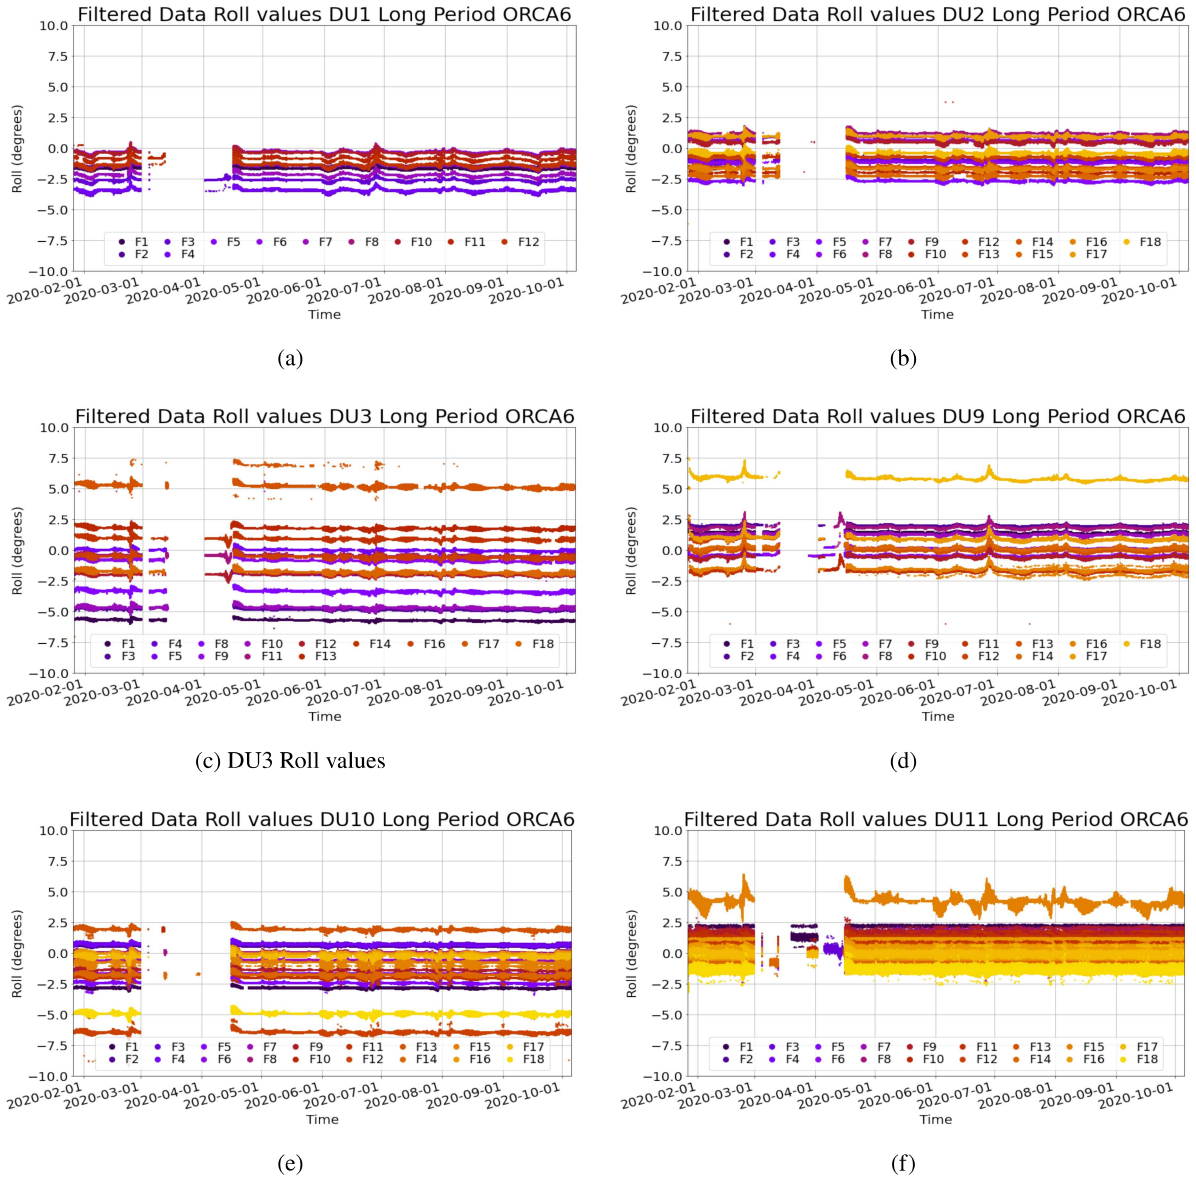 Filtered Data Roll values DU1 Long Period ORCA6
Roll (degrees)
10.0
7.5
5.0
2.5
0.0
−2.5
−5.0
−7.5
−10.0
F1 F3 F5 F6 F7 F8 F10 F11 F12
F2 F4
2020-02-01 2020-03-01 2020-04-01 2020-05-01 2020-06-01 2020-07-01 2020-08-01 2020-09-01 2020-10-01
Time
(a)
Filtered Data Roll values DU2 Long Period ORCA6
Roll (degrees)
10.0
7.5
5.0
2.5
0.0
−2.5
−5.0
−7.5
−10.0
F1 F3 F5 F7 F9 F12 F14 F16 F18
F2 F4 F6 F8 F10 F13 F15 F17
2020-02-01 2020-03-01 2020-04-01 2020-05-01 2020-06-01 2020-07-01 2020-08-01 2020-09-01 2020-10-01
Time
(b)
Filtered Data Roll values DU3 Long Period ORCA6
Roll (degrees)
10.0
7.5
5.0
2.5
0.0
−2.5
−5.0
−7.5
−10.0
F1 F4 F8 F10 F12 F14 F16 F17 F18
F3 F5 F9 F11 F13
2020-02-01 2020-03-01 2020-04-01 2020-05-01 2020-06-01 2020-07-01 2020-08-01 2020-09-01 2020-10-01
Time
(c) DU3 Roll values
Filtered Data Roll values DU9 Long Period ORCA6
Roll (degrees)
10.0
7.5
5.0
2.5
0.0
−2.5
−5.0
−7.5
−10.0
F1 F3 F5 F7 F9 F11 F13 F16 F18
F2 F4 F6 F8 F10 F12 F14 F17
2020-02-01 2020-03-01 2020-04-01 2020-05-01 2020-06-01 2020-07-01 2020-08-01 2020-09-01 2020-10-01
Time
(d)
Filtered Data Roll values DU10 Long Period ORCA6
Roll (degrees)
10.0
7.5
5.0
2.5
0.0
−2.5
−5.0
−7.5
−10.0
F1 F3 F5 F7 F9 F11 F13 F15 F17
F2 F4 F6 F8 F10 F12 F14 F16 F18
2020-02-01 2020-03-01 2020-04-01 2020-05-01 2020-06-01 2020-07-01 2020-08-01 2020-09-01 2020-10-01
Time
(e)
Filtered Data Roll values DU11 Long Period ORCA6
Roll (degrees)
10.0
7.5
5.0
2.5
0.0
−2.5
−5.0
−7.5
−10.0
F1 F3 F5 F7 F9 F11 F13 F15 F17
F2 F4 F6 F8 F10 F12 F14 F16 F18
2020-02-01 2020-03-01 2020-04-01 2020-05-01 2020-06-01 2020-07-01 2020-08-01 2020-09-01 2020-10-01
Time
(f)